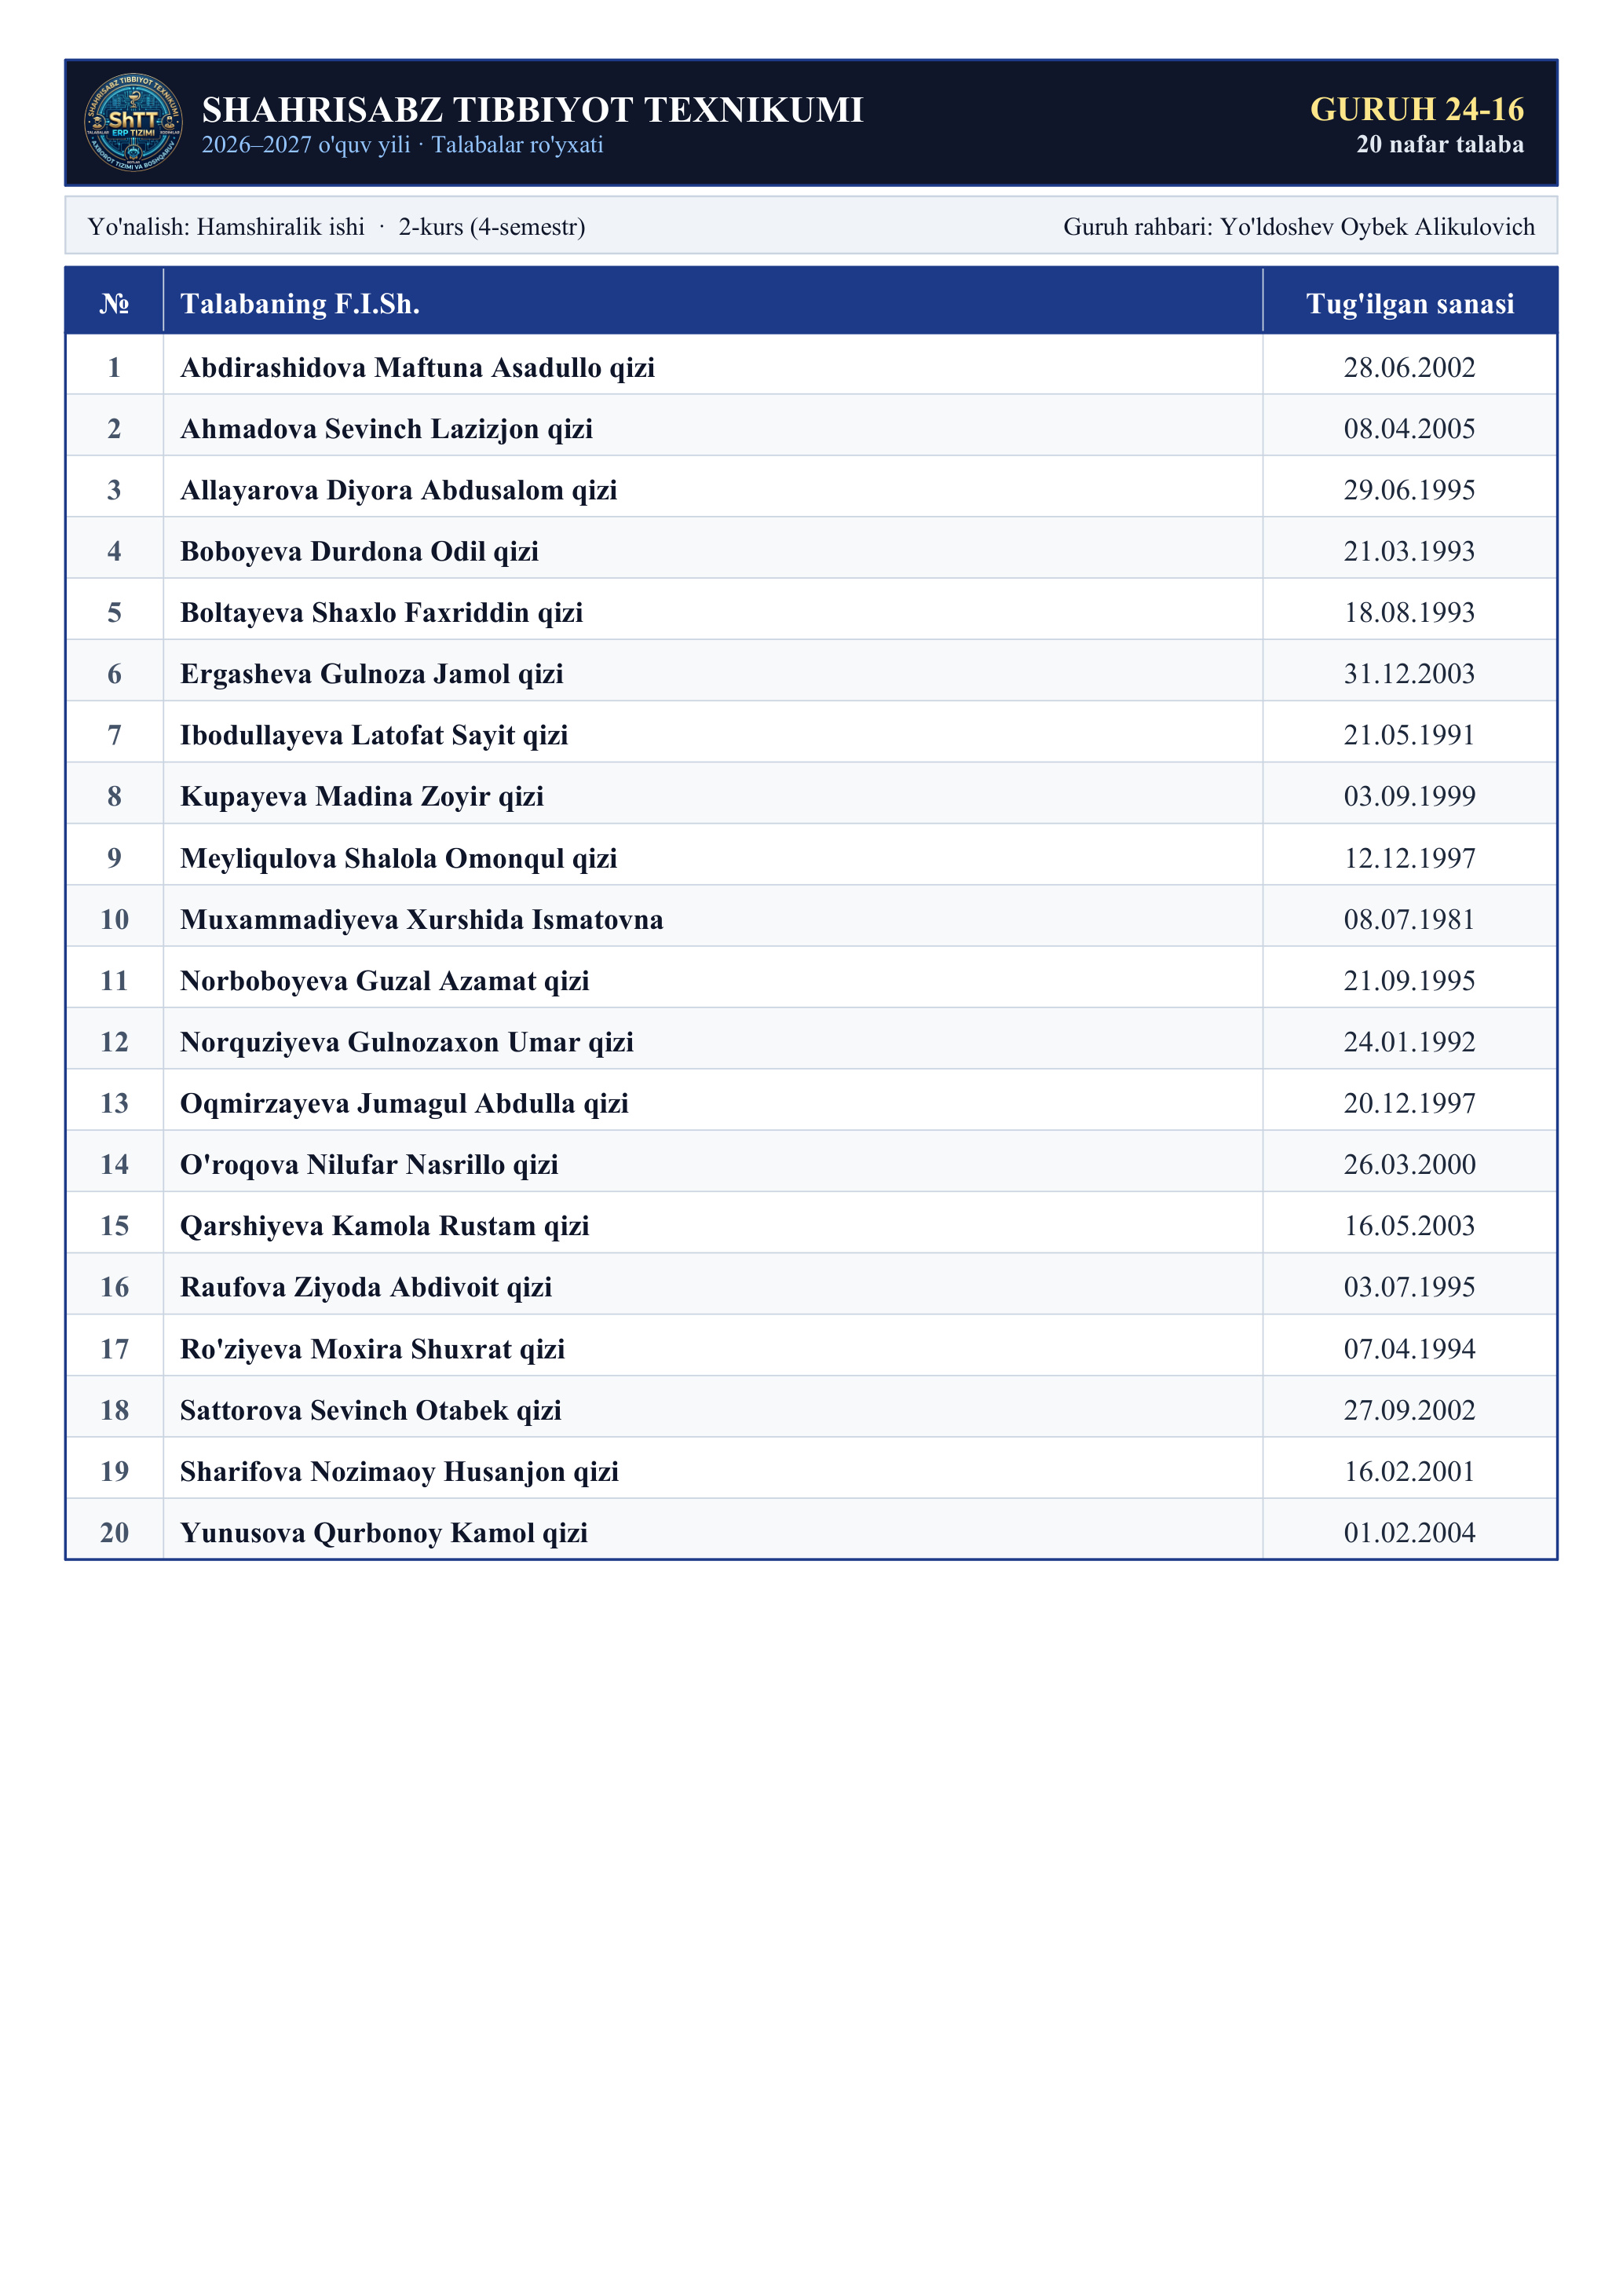 SHAHRISABZ TIBBIYOT TEXNIKUMI
ShTT
ERP TIZIMI
AXBOROT TIZIMI VA BOSHQARUV
SHAHRISABZ TIBBIYOT TEXNIKUMI
2026–2027 o'quv yili · Talabalar ro'yxati
GURUH 24-16
20 nafar talaba
Yo'nalish: Hamshiralik ishi · 2-kurs (4-semestr)
Guruh rahbari: Yo'ldoshev Oybek Alikulovich
№ Talabaning F.I.Sh. Tug'ilgan sanasi
1 Abdirashidova Maftuna Asadullo qizi 28.06.2002
2 Ahmadova Sevinch Lazizjon qizi 08.04.2005
3 Allayarova Diyora Abdusalom qizi 29.06.1995
4 Boboyeva Durdona Odil qizi 21.03.1993
5 Boltayeva Shaxlo Faxriddin qizi 18.08.1993
6 Ergasheva Gulnoza Jamol qizi 31.12.2003
7 Ibodullayeva Latofat Sayit qizi 21.05.1991
8 Kupayeva Madina Zoyir qizi 03.09.1999
9 Meyliqulova Shalola Omonqul qizi 12.12.1997
10 Muxammadiyeva Xurshida Ismatovna 08.07.1981
11 Norboboyeva Guzal Azamat qizi 21.09.1995
12 Norquziyeva Gulnozaxon Umar qizi 24.01.1992
13 Oqmirzayeva Jumagul Abdulla qizi 20.12.1997
14 O'roqova Nilufar Nasrillo qizi 26.03.2000
15 Qarshiyeva Kamola Rustam qizi 16.05.2003
16 Raufova Ziyoda Abdivoit qizi 03.07.1995
17 Ro'ziyeva Moxira Shuxrat qizi 07.04.1994
18 Sattorova Sevinch Otabek qizi 27.09.2002
19 Sharifova Nozimaoy Husanjon qizi 16.02.2001
20 Yunusova Qurbonoy Kamol qizi 01.02.2004